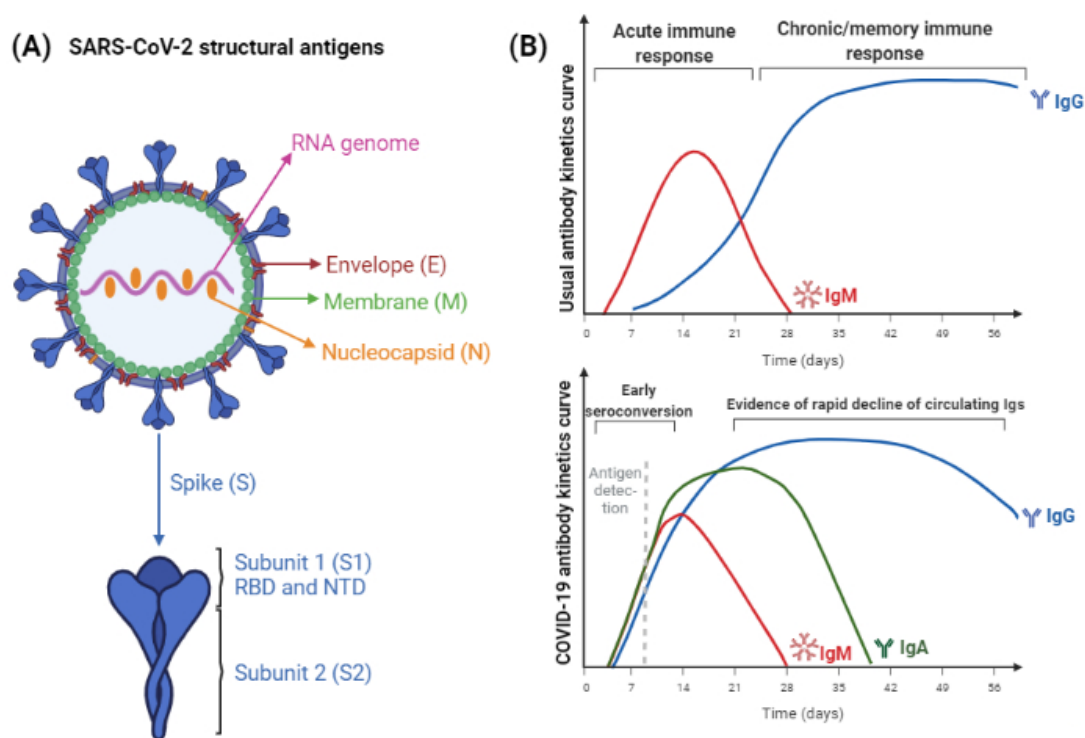 (A) SARS-CoV-2 structural antigens
RNA genome
Envelope (E)
Membrane (M)
Nucleocapsid (N)
Spike (S)
Subunit 1 (S1)
RBD and NTD
Subunit 2 (S2)
(B)
Acute immune
response
Chronic/memory immune
response
Usual antibody kinetics curve
IgG
IgM
0 7 14 21 28 35 42 49 56
Time (days)
Early
seroconversion
Evidence of rapid decline of circulating Igs
Antigen
detec-
tion
COVID-19 antibody kinetics curve
IgG
IgM
IgA
0 7 14 21 28 35 42 49 56
Time (days)